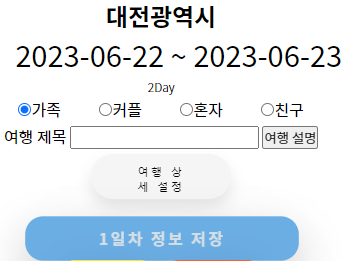 대전광역시
2023-06-22 ~ 2023-06-23
2Day
가족 커플 혼자 친구
여행 제목 여행 설명
여행 상
세 설정
1일차 정보 저장